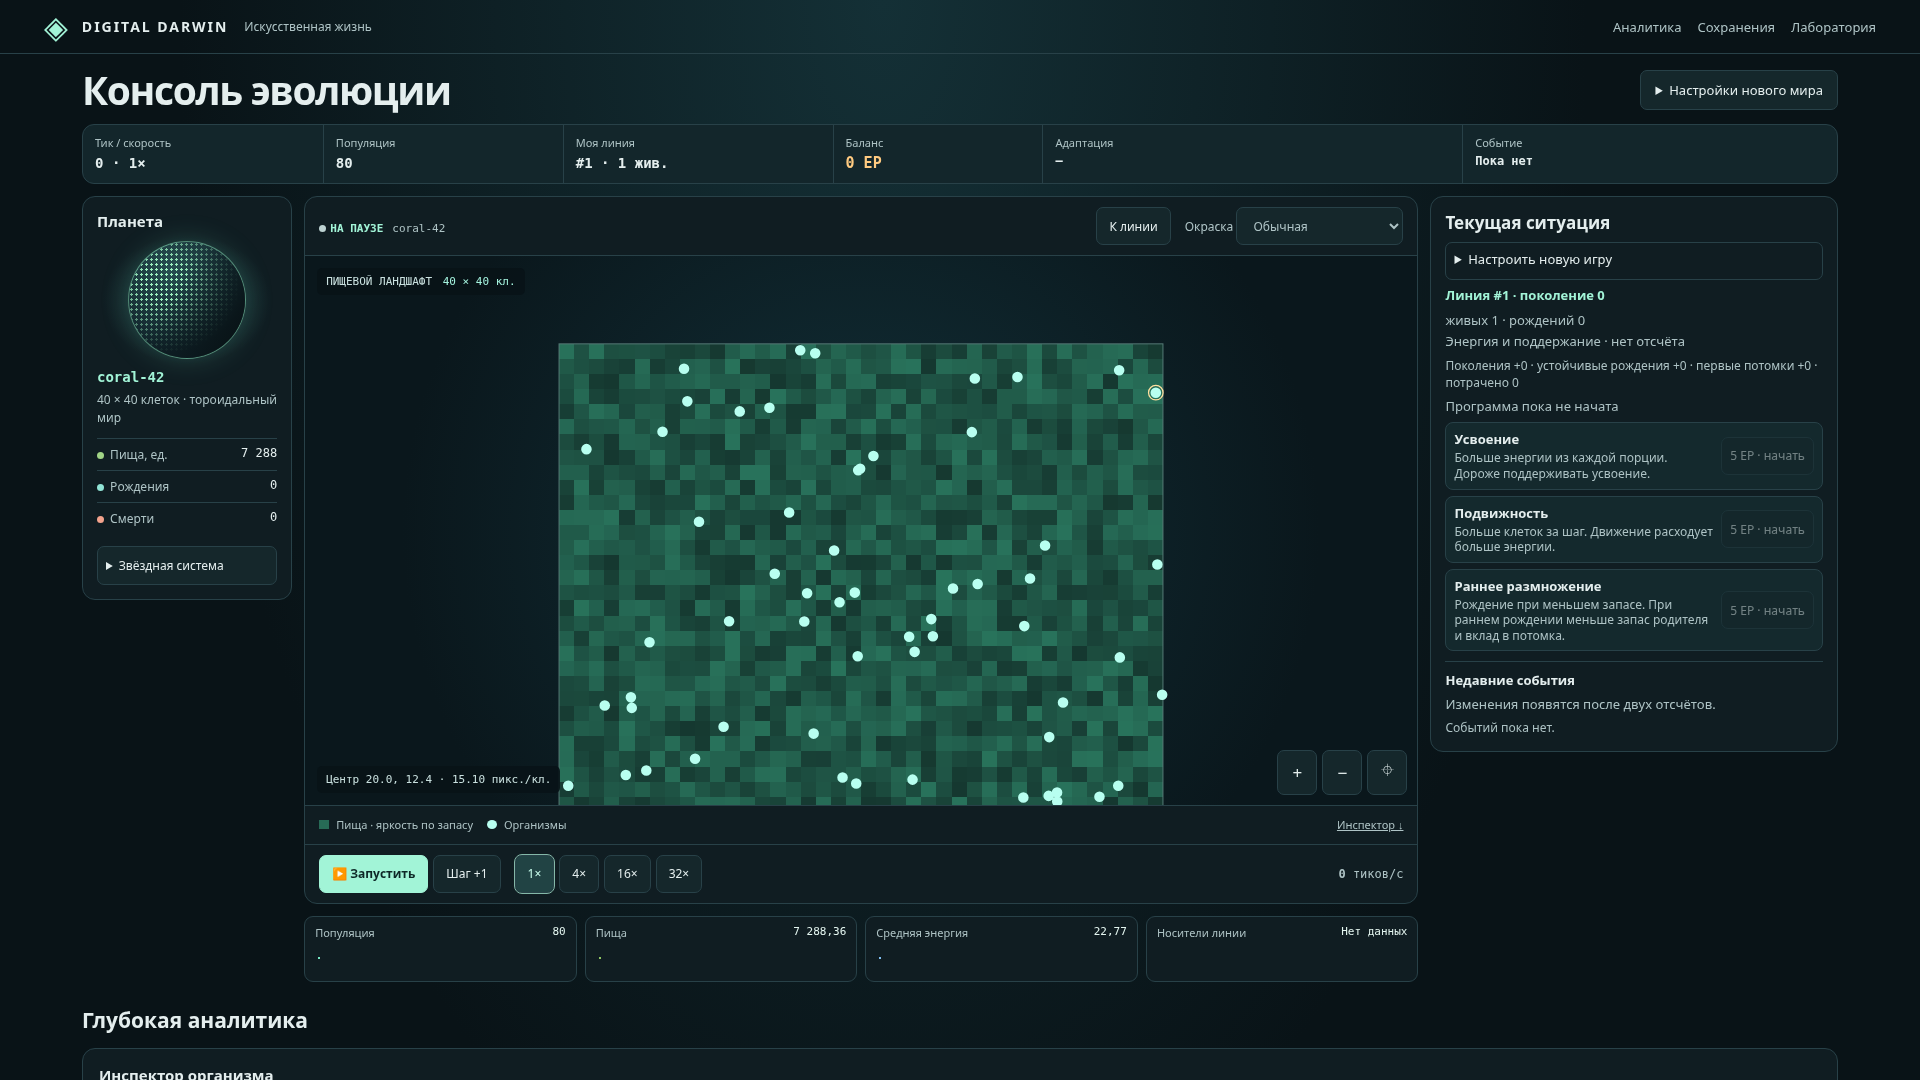 DIGITAL DARWIN
Искусственная жизнь
Аналитика
Сохранения
Лаборатория
Консоль эволюции
Настройки нового мира
Тик / скорость
0 · 1×
Популяция
80
Моя линия
#1 · 1 жив.
Баланс
0 EP
Адаптация
—
Событие
Пока нет
Планета
coral-42
40 × 40 клеток · тороидальный
мир
Пища, ед.
7 288
Рождения
0
Смерти
0
Звёздная система
НА ПАУЗЕ coral-42
К линии
Окраска
Обычная
ПИЩЕВОЙ ЛАНДШАФТ 40 × 40 кл.
Центр 20.0, 12.4 · 15.10 пикс./кл.
+
−
Пища · яркость по запасу
Организмы
Инспектор ↓
Запустить
Шаг +1
1×
4×
16×
32×
0 тиков/с
Популяция
80
Пища
7 288,36
Средняя энергия
22,77
Носители линии
Нет данных
Текущая ситуация
Настроить новую игру
Линия #1 · поколение 0
живых 1 · рождений 0
Энергия и поддержание · нет отсчёта
Поколения +0 · устойчивые рождения +0 · первые потомки +0 ·
потрачено 0
Программа пока не начата
Усвоение
Больше энергии из каждой порции.
Дороже поддерживать усвоение.
5 EP · начать
Подвижность
Больше клеток за шаг. Движение расходует
больше энергии.
5 EP · начать
Раннее размножение
Рождение при меньшем запасе. При
раннем рождении меньше запас родителя
и вклад в потомка.
5 EP · начать
Недавние события
Изменения появятся после двух отсчётов.
Событий пока нет.
Глубокая аналитика
Инспектор организма